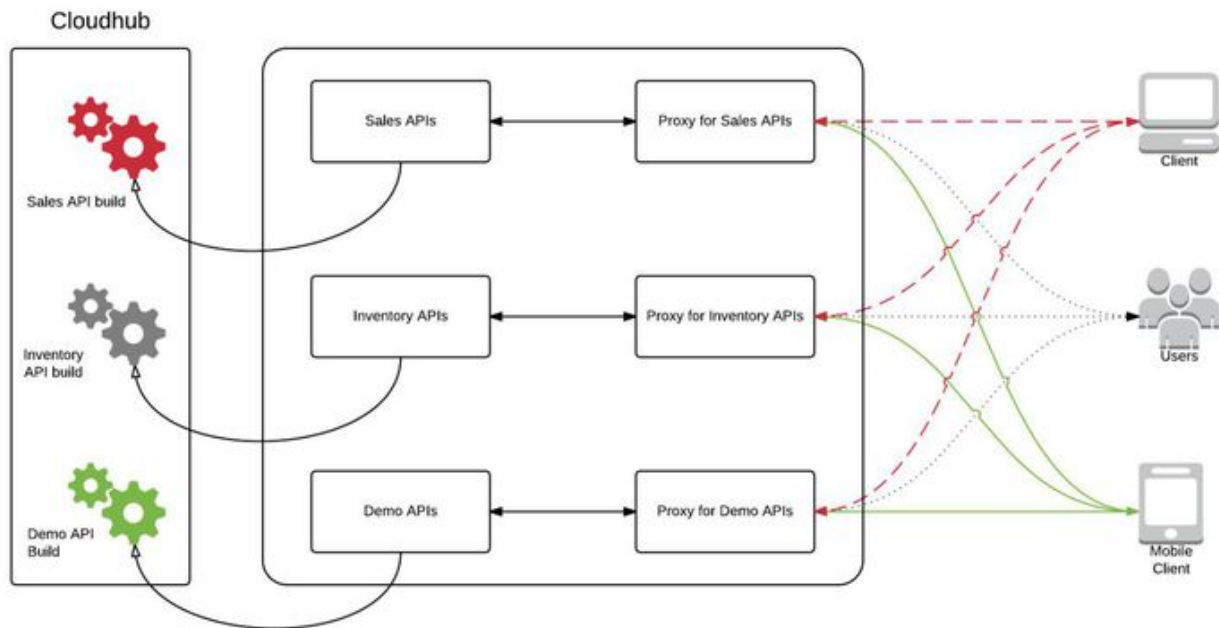 Cloudhub
Sales APIs
Proxy for Sales APIs
Client
Sales API build
Inventory APIs
Proxy for Inventory APIs
Users
Inventory
API build
Demo APIs
Proxy for Demo APIs
Demo API
Build
Mobile
Client